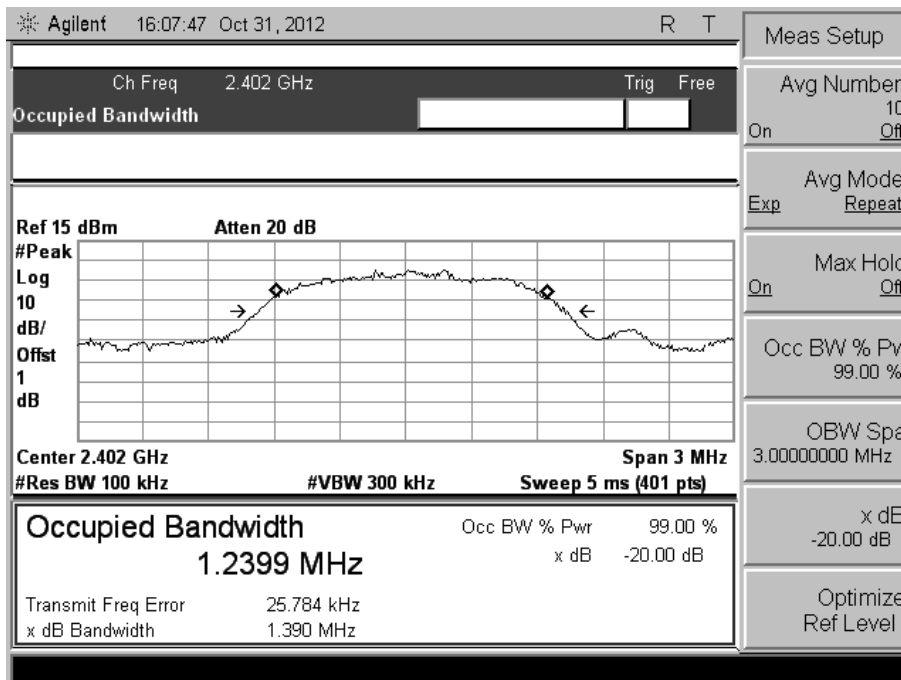 Agilent 16:07:47 Oct 31, 2012 R T
Ch Freq 2.402 GHz Trig Free
Occupied Bandwidth
Ref 15 dBm Atten 20 dB
#Peak
Log
10
dB/
Offst
1
dB
Center 2.402 GHz Span 3 MHz
#Res BW 100 kHz #VBW 300 kHz Sweep 5 ms (401 pts)
Occupied Bandwidth Occ BW % Pwr 99.00 %
1.2399 MHz x dB -20.00 dB
Transmit Freq Error 25.784 kHz
x dB Bandwidth 1.390 MHz
Meas Setup
Avg Number
10
On Off
Avg Mode
Exp Repeat
Max Hold
On Off
Occ BW % Pw
99.00 %
OBW Spa
3.00000000 MHz
x dB
-20.00 dB
Optimize
Ref Level